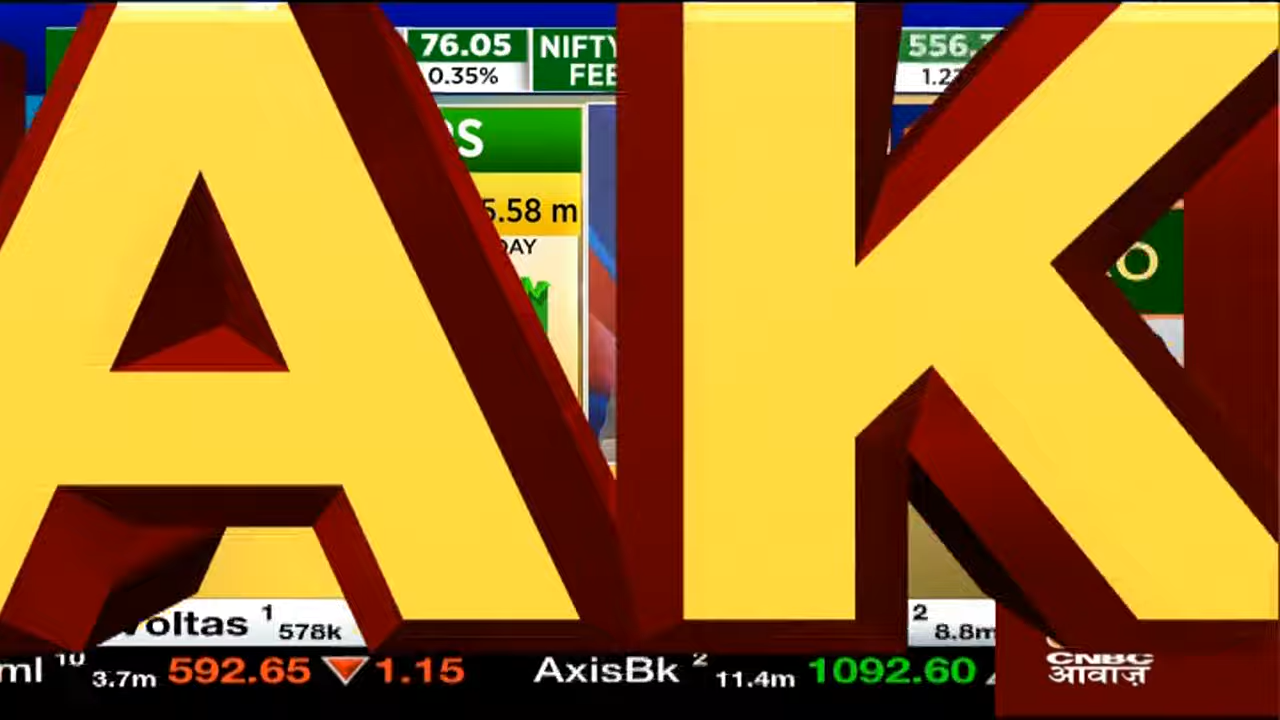 AK
76.05
0.35%
NIFTY
FEE
556.
5.58 m
DAY
Voltas 1 578k
2 8.8m
ml 10 3.7m 592.65 ▼ 1.15 AxisBk 2 11.4m 1092.60
CNBC
आवाज़